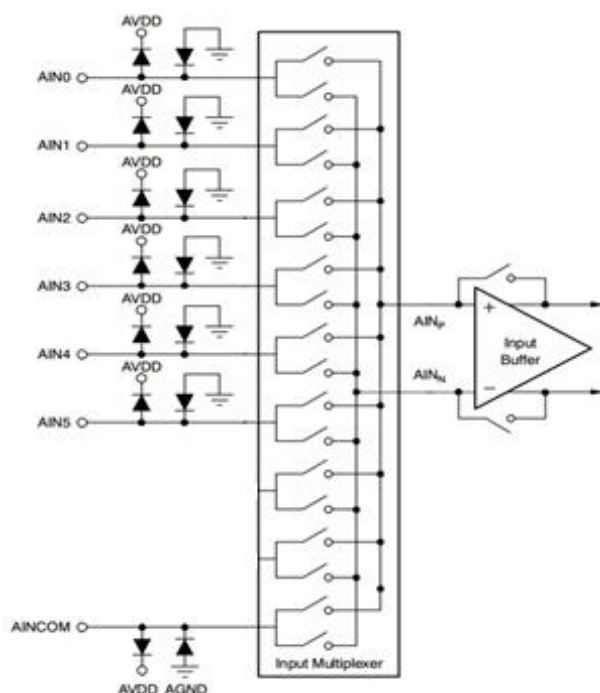 AVDD
AIN0
AVDD
AIN1
AVDD
AIN2
AVDD
AIN3
AVDD
AIN4
AVDD
AIN5
AINCOM
AVDD AGND
Input Multiplexer
AINP
+
Input
Buffer
AINN
−